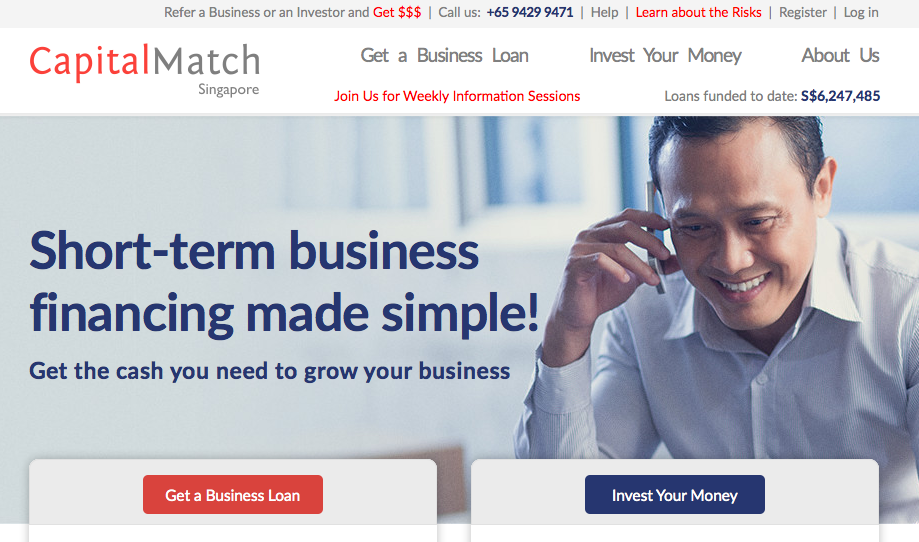 Refer a Business or an Investor and Get $$$ | Call us: +65 9429 9471 | Help | Learn about the Risks | Register | Log in
CapitalMatch
Singapore
Get a Business Loan Invest Your Money About Us
Join Us for Weekly Information Sessions Loans funded to date: S$6,247,485
Short-term business
financing made simple!
Get the cash you need to grow your business
Get a Business Loan Invest Your Money